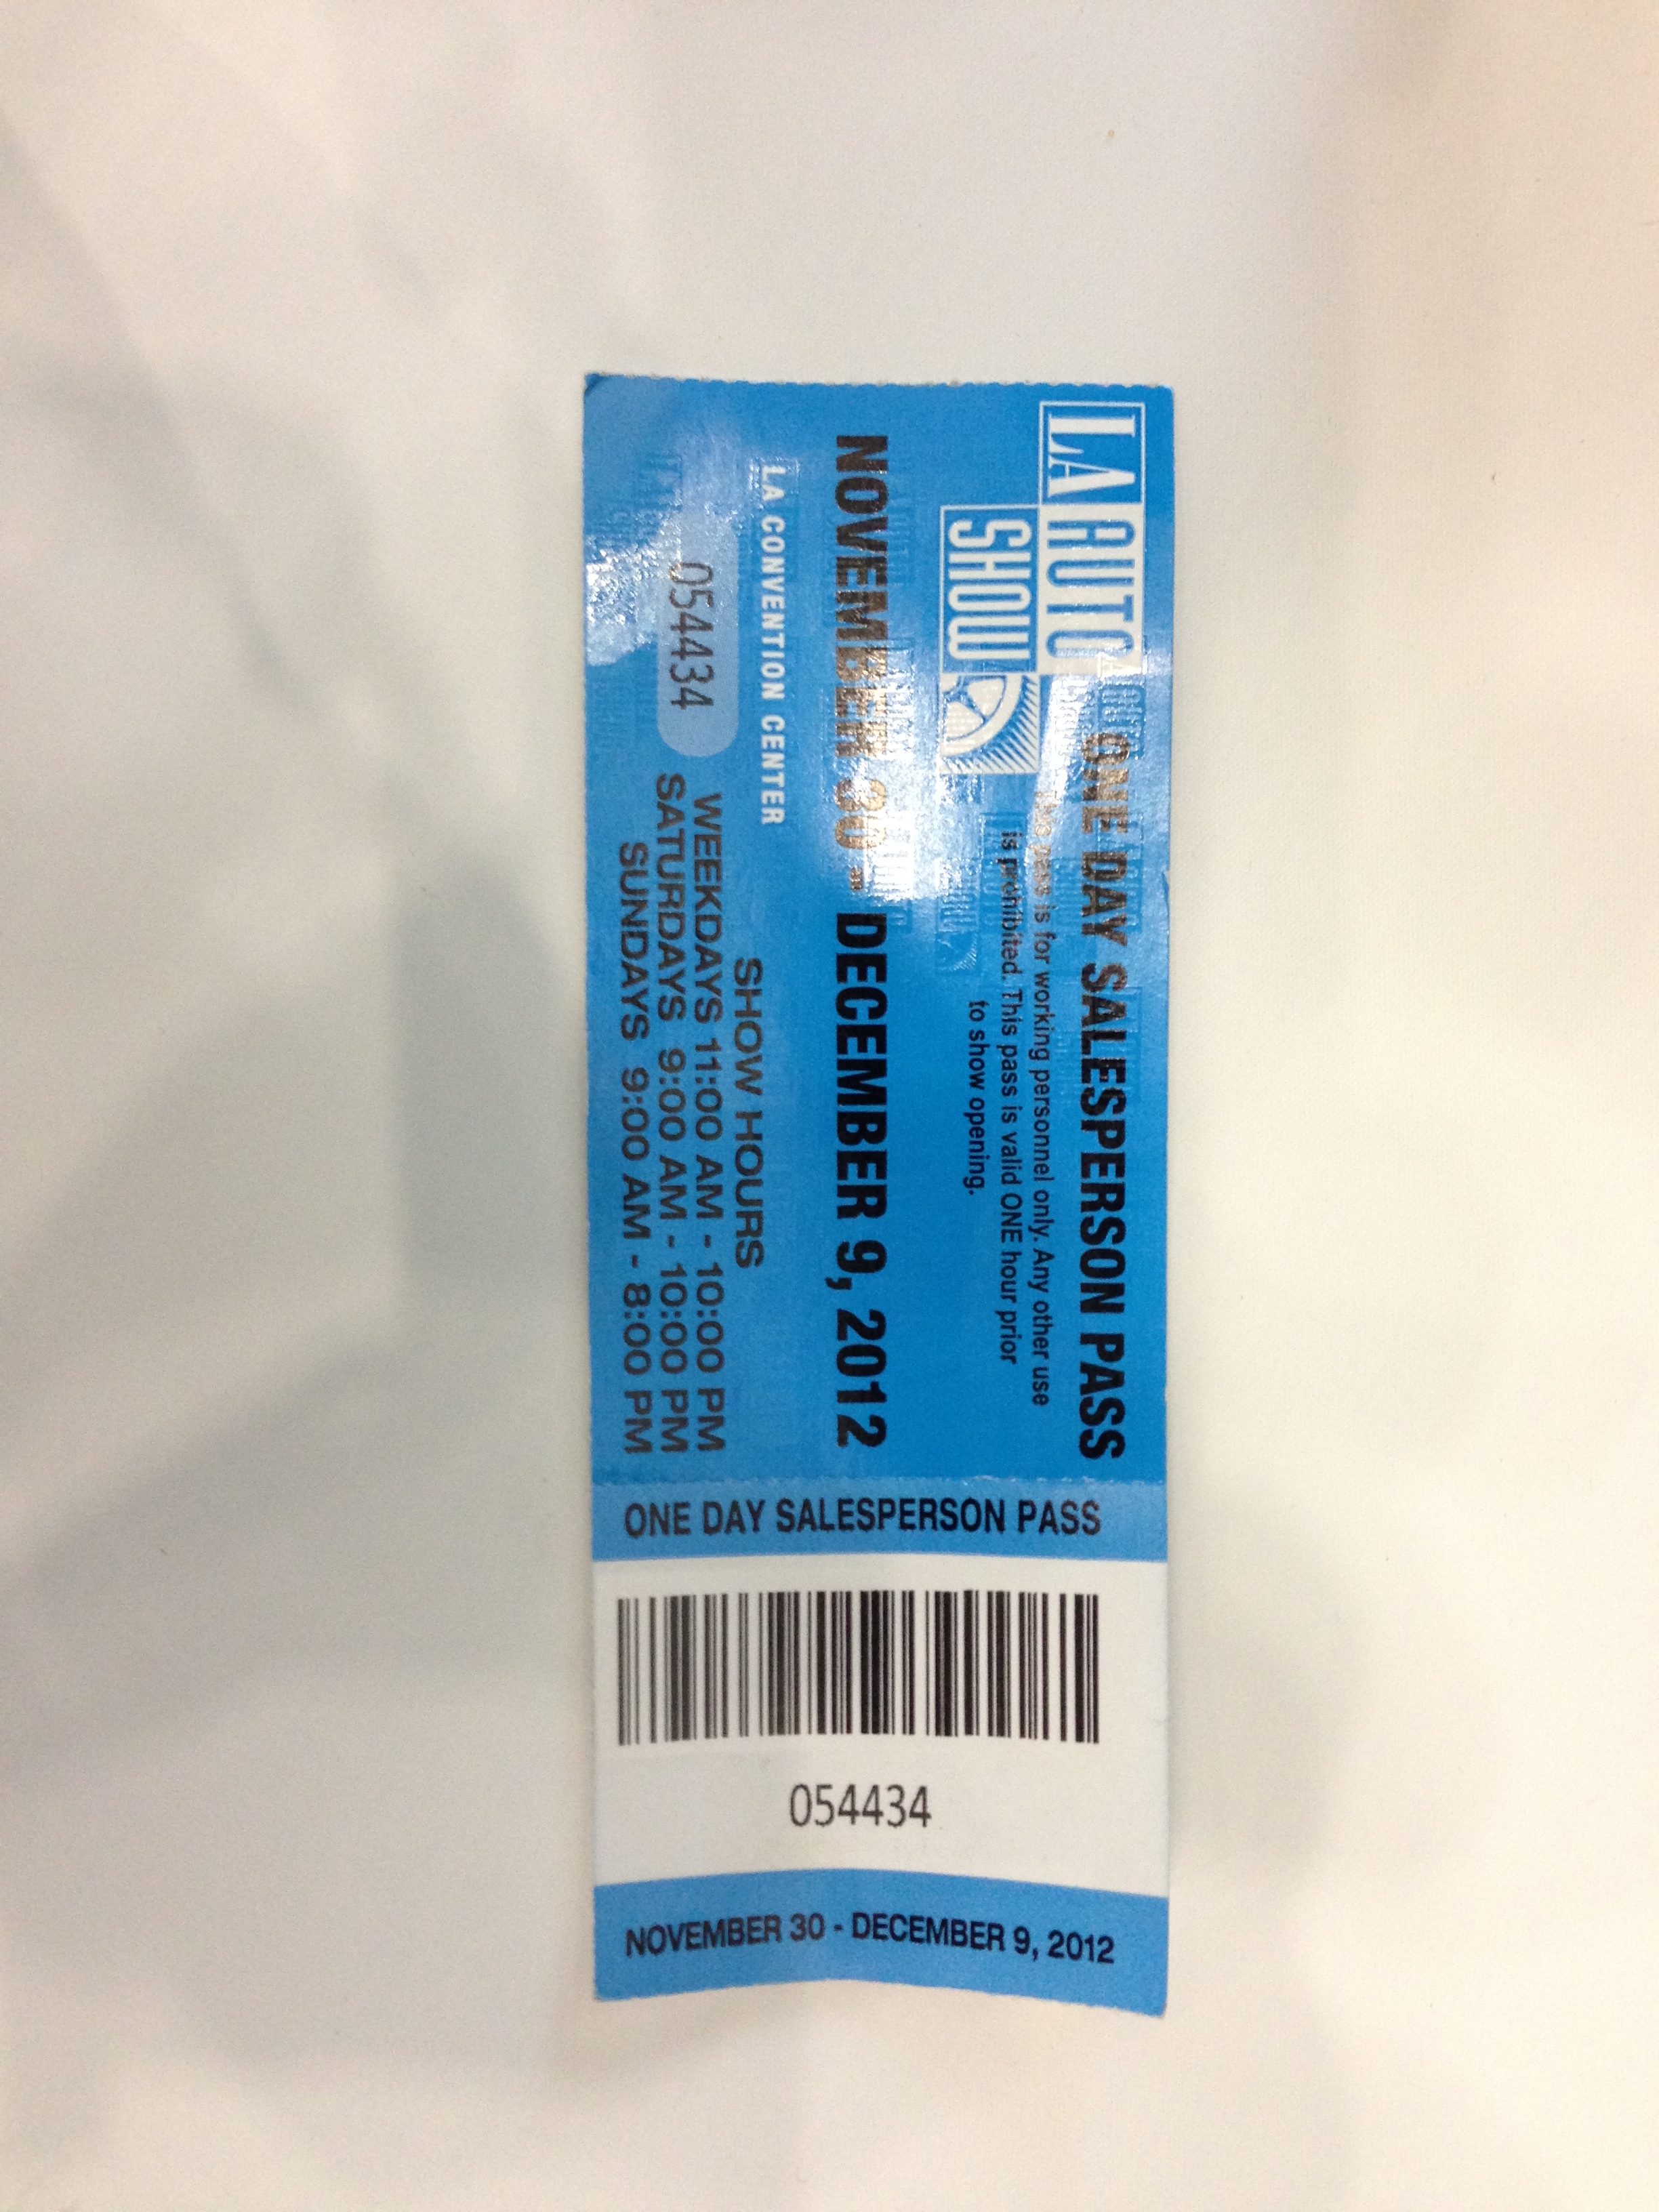 LA AUTO
SHOW
ONE DAY SALESPERSON PASS
This pass is for working personnel only. Any other use
is prohibited. This pass is valid ONE hour prior
to show opening.
NOVEMBER 30 - DECEMBER 9, 2012
LA CONVENTION CENTER
054434
SHOW HOURS
WEEKDAYS 11:00 AM - 10:00 PM
SATURDAYS 9:00 AM - 10:00 PM
SUNDAYS 9:00 AM - 8:00 PM
ONE DAY SALESPERSON PASS
054434
NOVEMBER 30 - DECEMBER 9, 2012